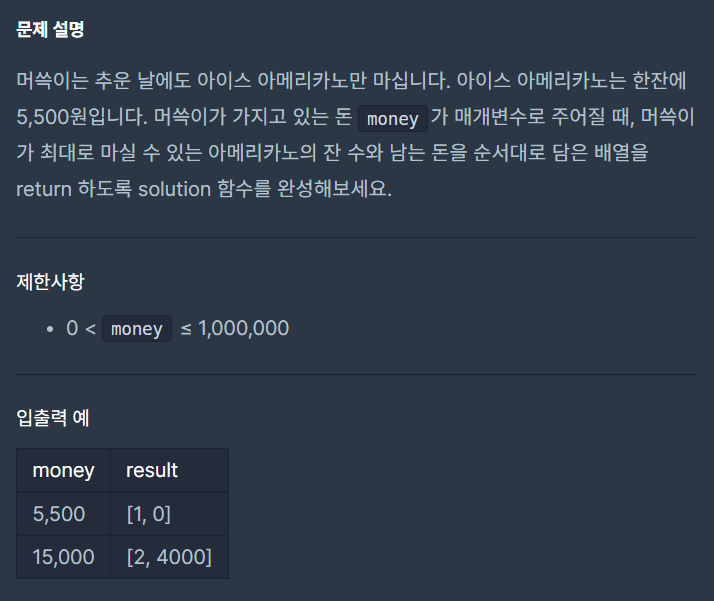 문제 설명
머쓱이는 추운 날에도 아이스 아메리카노만 마십니다. 아이스 아메리카노는 한잔에
5,500원입니다. 머쓱이가 가지고 있는 돈 money 가 매개변수로 주어질 때, 머쓱이
가 최대로 마실 수 있는 아메리카노의 잔 수와 남는 돈을 순서대로 담은 배열을
return 하도록 solution 함수를 완성해보세요.
제한사항
• 0 < money ≤ 1,000,000
입출력 예
money result
5,500 [1, 0]
15,000 [2, 4000]